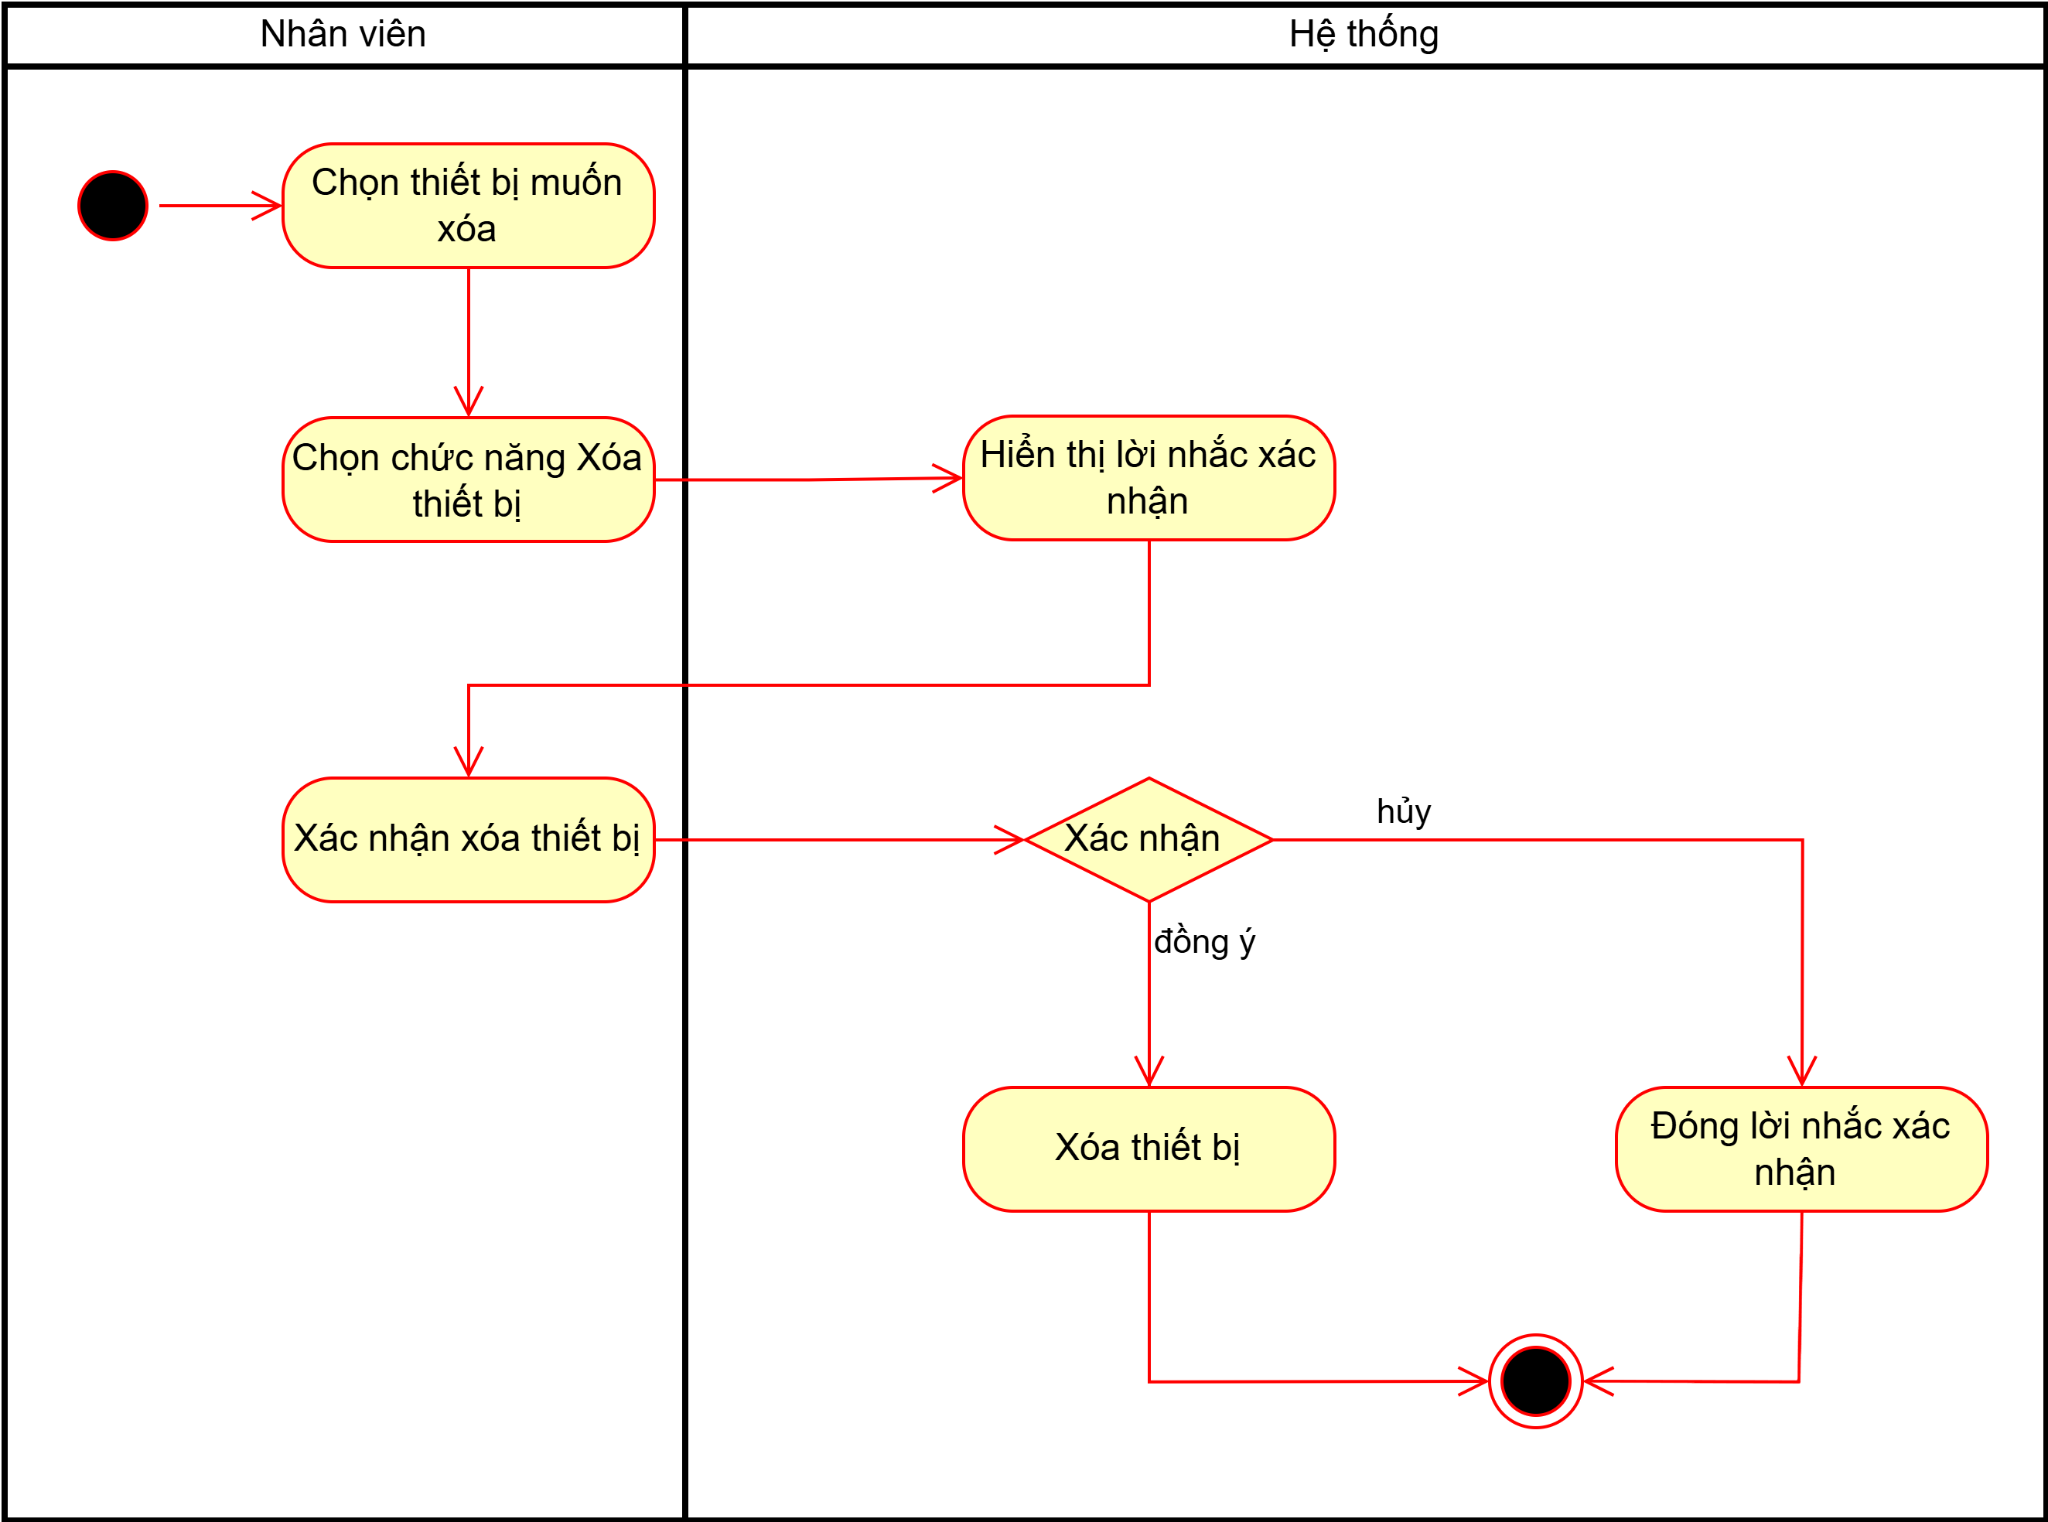 Nhân viên
Hệ thống
Chọn thiết bị muốn
xóa
Chọn chức năng Xóa
thiết bị
Hiển thị lời nhắc xác
nhận
Xác nhận xóa thiết bị
Xác nhận
hủy
đồng ý
Xóa thiết bị
Đóng lời nhắc xác
nhận